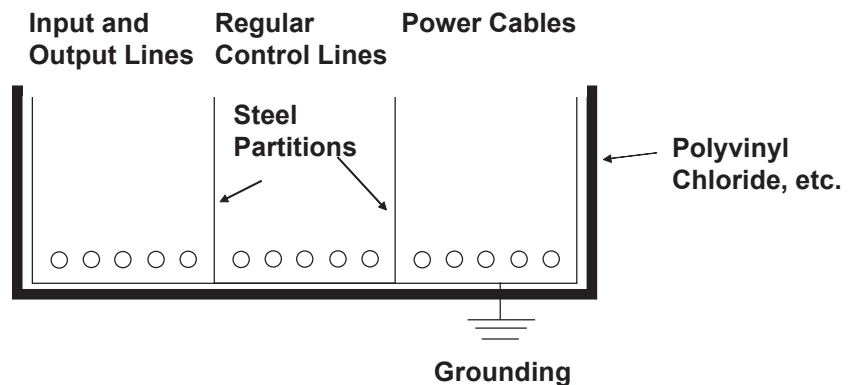 Input and
Output Lines
Regular
Control Lines
Power Cables
Steel
Partitions
Polyvinyl
Chloride, etc.
Grounding